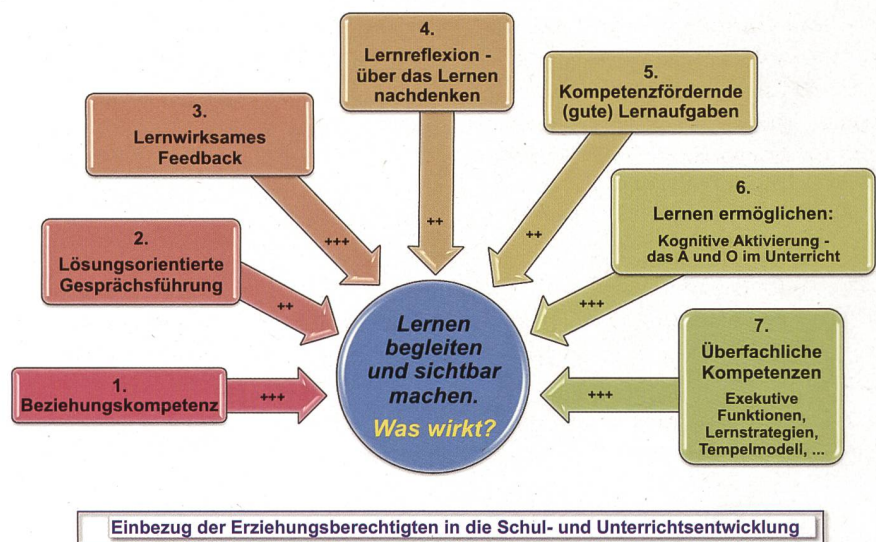 1.
Beziehungskompetenz
+++
2.
Lösungsorientierte
Gesprächsführung
++
3.
Lernwirksames
Feedback
+++
4.
Lernreflexion -
über das Lernen
nachdenken
++
5.
Kompetenzfördernde
(gute) Lernaufgaben
++
6.
Lernen ermöglichen:
Kognitive Aktivierung -
das A und O im Unterricht
+++
7.
Überfachliche
Kompetenzen
Exekutive
Funktionen,
Lernstrategien,
Tempelmodell, ...
+++
Lernen
begleiten
und sichtbar
machen.
Was wirkt?
Einbezug der Erziehungsberechtigten in die Schul- und Unterrichtsentwicklung